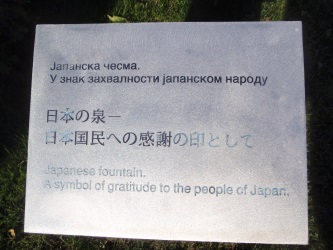 Јапанска чесма.
У знак захвалности јапанском народу
日本の泉—
日本国民への感謝の印として
Japanese fountain.
A symbol of gratitude to the people of Japan.